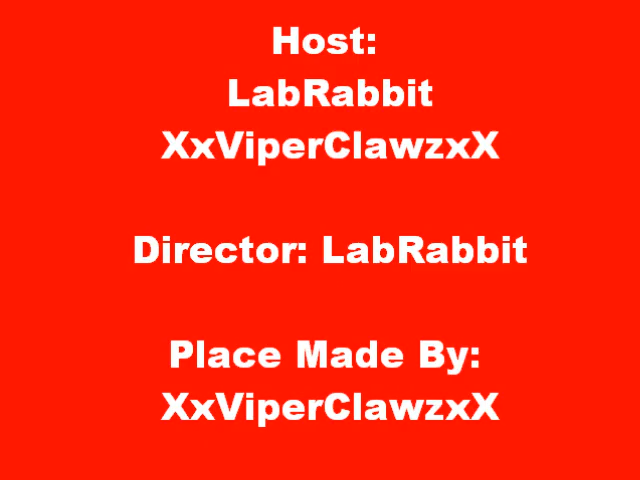 Host:
LabRabbit
XxViperClawzxX
Director: LabRabbit
Place Made By:
XxViperClawzxX